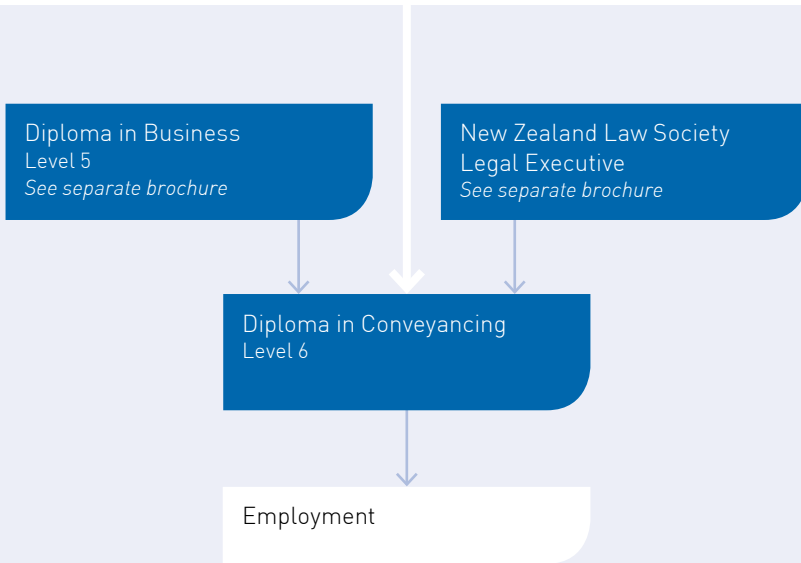 Diploma in Business
Level 5
See separate brochure
New Zealand Law Society
Legal Executive
See separate brochure
Diploma in Conveyancing
Level 6
Employment